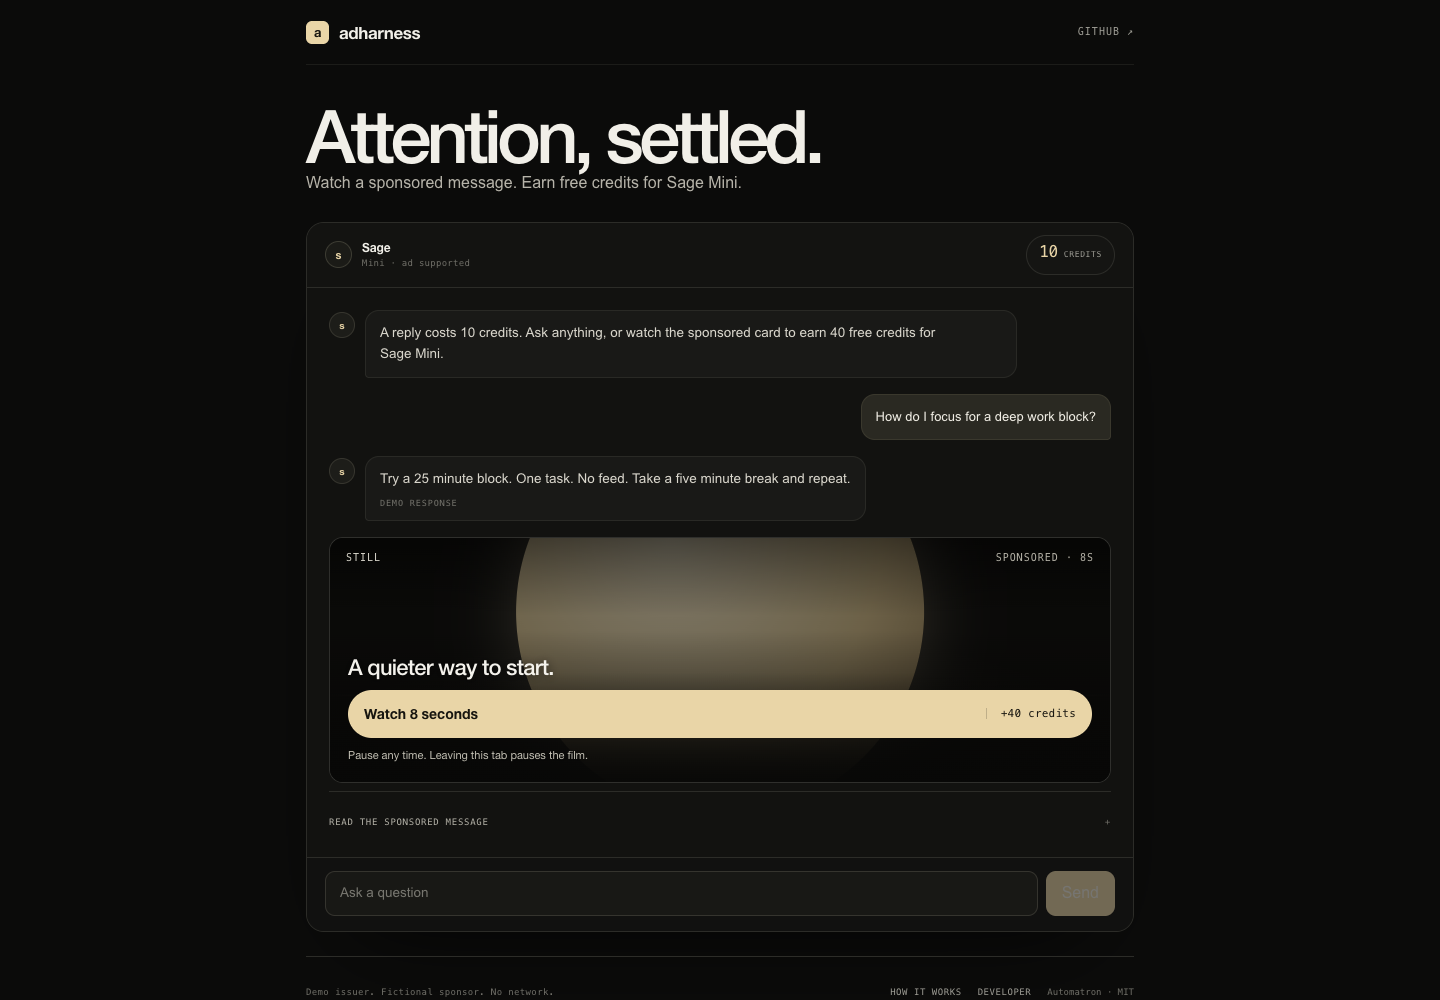 a adharness
GITHUB ↗
Attention, settled.
Watch a sponsored message. Earn free credits for Sage Mini.
s Sage
Mini · ad supported
10 CREDITS
s
A reply costs 10 credits. Ask anything, or watch the sponsored card to earn 40 free credits for
Sage Mini.
How do I focus for a deep work block?
s
Try a 25 minute block. One task. No feed. Take a five minute break and repeat.
DEMO RESPONSE
STILL
SPONSORED · 8S
A quieter way to start.
Watch 8 seconds
+40 credits
Pause any time. Leaving this tab pauses the film.
READ THE SPONSORED MESSAGE +
Ask a question
Send
Demo issuer. Fictional sponsor. No network.
HOW IT WORKS DEVELOPER Automatron · MIT